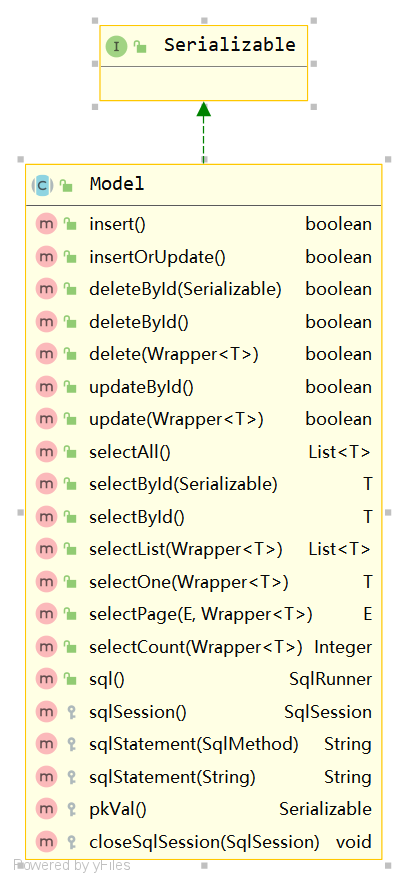 I Serializable
C Model
m insert() boolean
m insertOrUpdate() boolean
m deleteById(Serializable) boolean
m deleteById() boolean
m delete(Wrapper<T>) boolean
m updateById() boolean
m update(Wrapper<T>) boolean
m selectAll() List<T>
m selectById(Serializable) T
m selectById() T
m selectList(Wrapper<T>) List<T>
m selectOne(Wrapper<T>) T
m selectPage(E, Wrapper<T>) E
m selectCount(Wrapper<T>) Integer
m sql() SqlRunner
m sqlSession() SqlSession
m sqlStatement(SqlMethod) String
m sqlStatement(String) String
m pkVal() Serializable
m closeSqlSession(SqlSession) void
Powered by yFiles